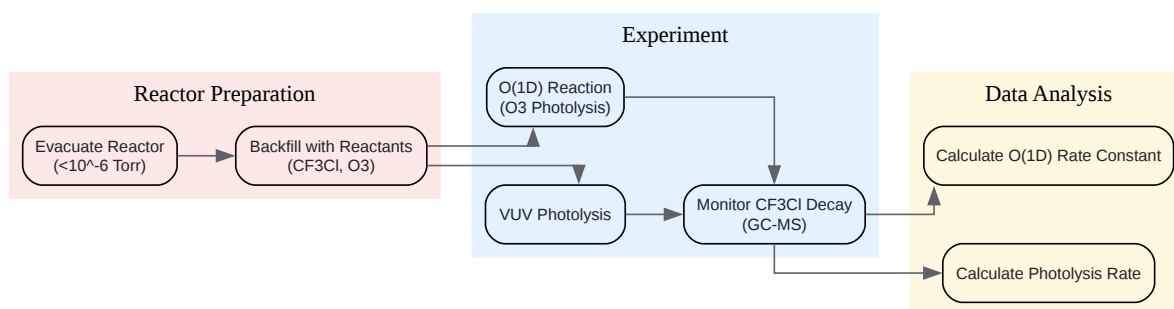 Reactor Preparation
Evacuate Reactor
(<10^-6 Torr)
Backfill with Reactants
(CF3Cl, O3)
Experiment
O(1D) Reaction
(O3 Photolysis)
VUV Photolysis
Monitor CF3Cl Decay
(GC-MS)
Data Analysis
Calculate O(1D) Rate Constant
Calculate Photolysis Rate